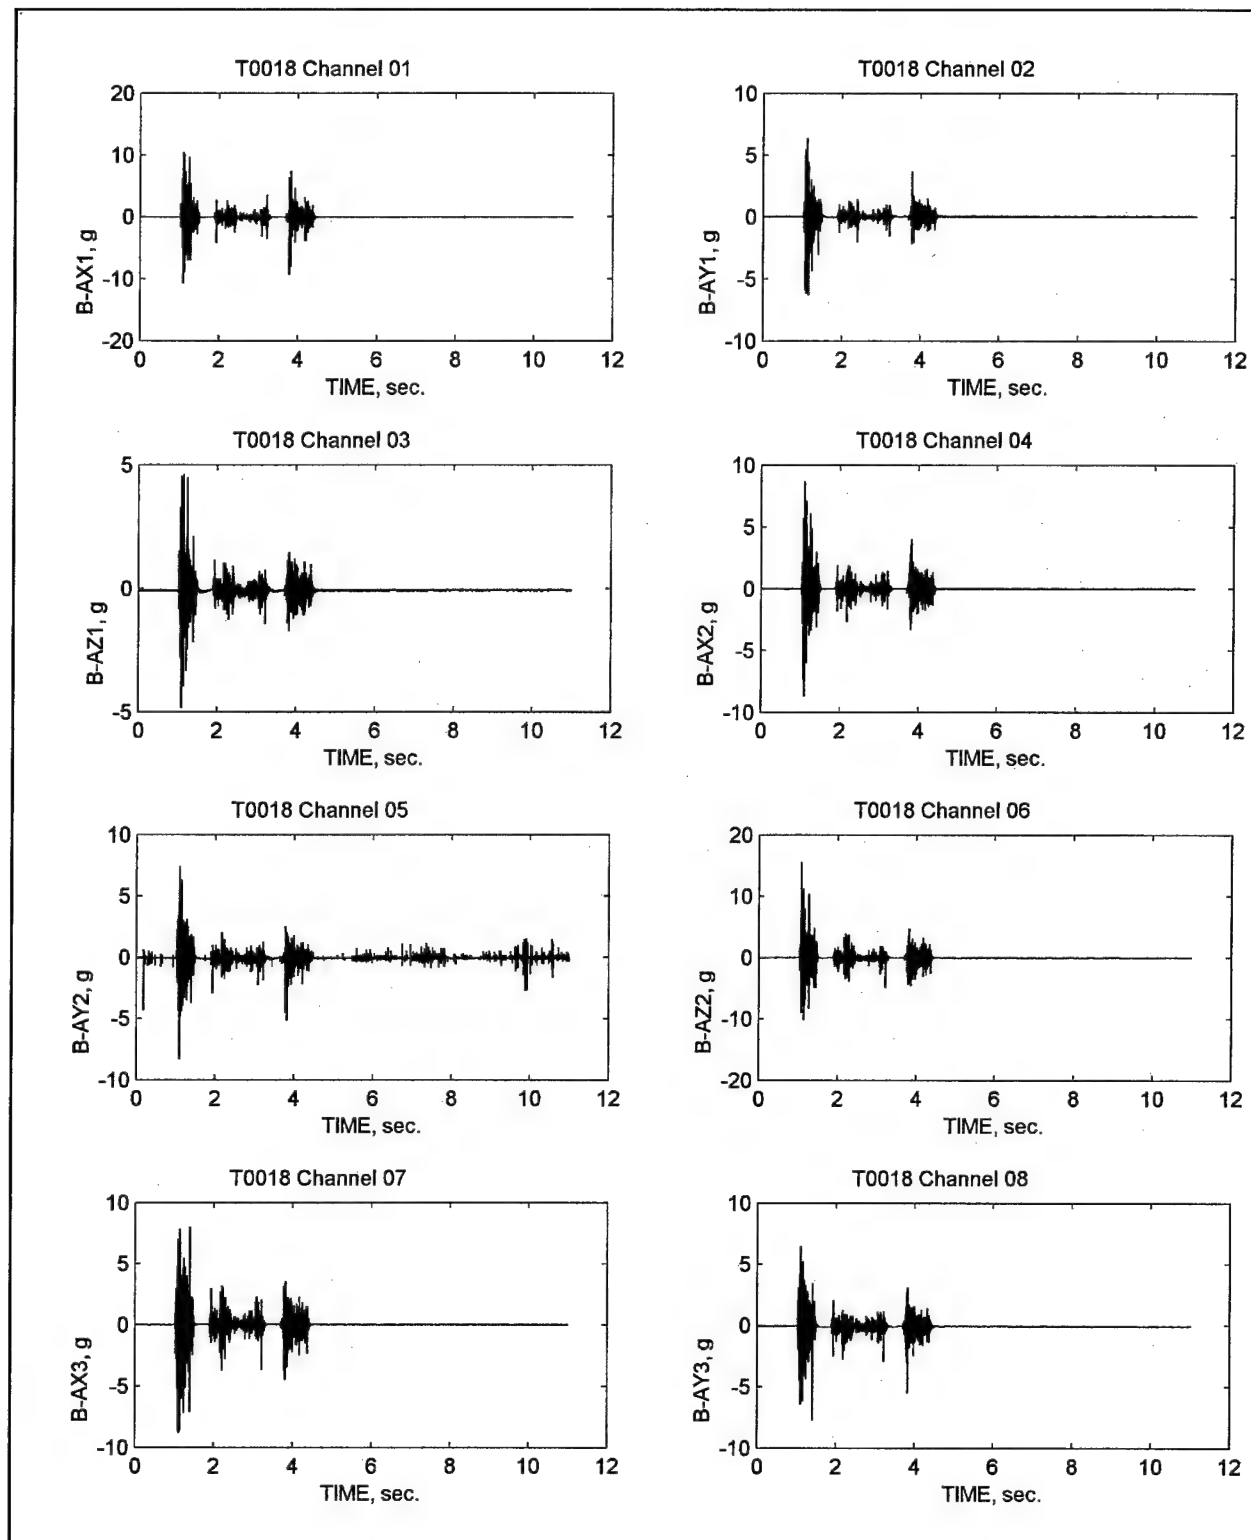 T0018 Channel 01
20
10
0
-10
-20
B-AX1, g
0 2 4 6 8 10 12
TIME, sec.
T0018 Channel 02
10
5
0
-5
-10
B-AY1, g
0 2 4 6 8 10 12
TIME, sec.
T0018 Channel 03
5
0
-5
B-AZ1, g
0 2 4 6 8 10 12
TIME, sec.
T0018 Channel 04
10
5
0
-5
-10
B-AX2, g
0 2 4 6 8 10 12
TIME, sec.
T0018 Channel 05
10
5
0
-5
-10
B-AY2, g
0 2 4 6 8 10 12
TIME, sec.
T0018 Channel 06
20
10
0
-10
-20
B-AZ2, g
0 2 4 6 8 10 12
TIME, sec.
T0018 Channel 07
10
5
0
-5
-10
B-AX3, g
0 2 4 6 8 10 12
TIME, sec.
T0018 Channel 08
10
5
0
-5
-10
B-AY3, g
0 2 4 6 8 10 12
TIME, sec.